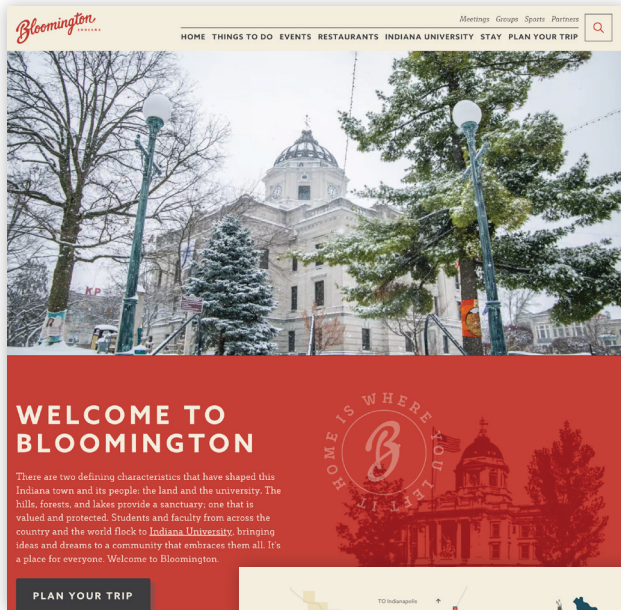 Bloomington
INDIANA
Meetings Groups Sports Partners
HOME THINGS TO DO EVENTS RESTAURANTS INDIANA UNIVERSITY STAY PLAN YOUR TRIP
KP
WELCOME TO
BLOOMINGTON
There are two defining characteristics that have shaped this
Indiana town and its people: the land and the university. The
hills, forests, and lakes provide a sanctuary; one that is
valued and protected. Students and faculty from across the
country and the world flock to Indiana University, bringing
ideas and dreams to a community that embraces them all. It's
a place for everyone. Welcome to Bloomington.
PLAN YOUR TRIP
HOME IS WHERE YOU LEFT IT
B
TO Indianapolis